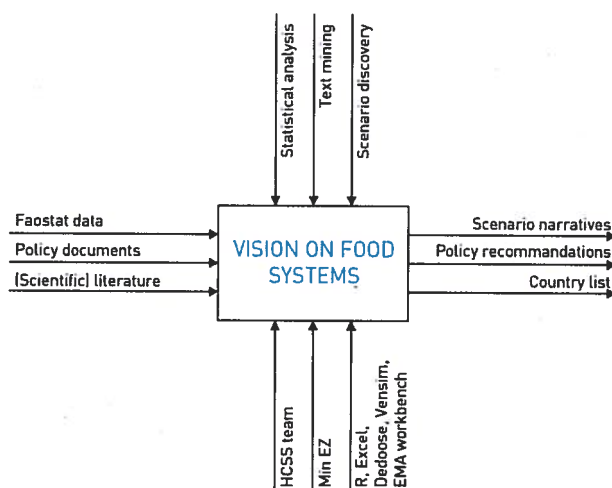 Statistical analysis
Text mining
Scenario discovery
Faostat data
Policy documents
(Scientific) literature
VISION ON FOOD
SYSTEMS
Scenario narratives
Policy recommandations
Country list
HCSS team
Min EZ
R, Excel,
Dedoose, Vensim,
EMA workbench